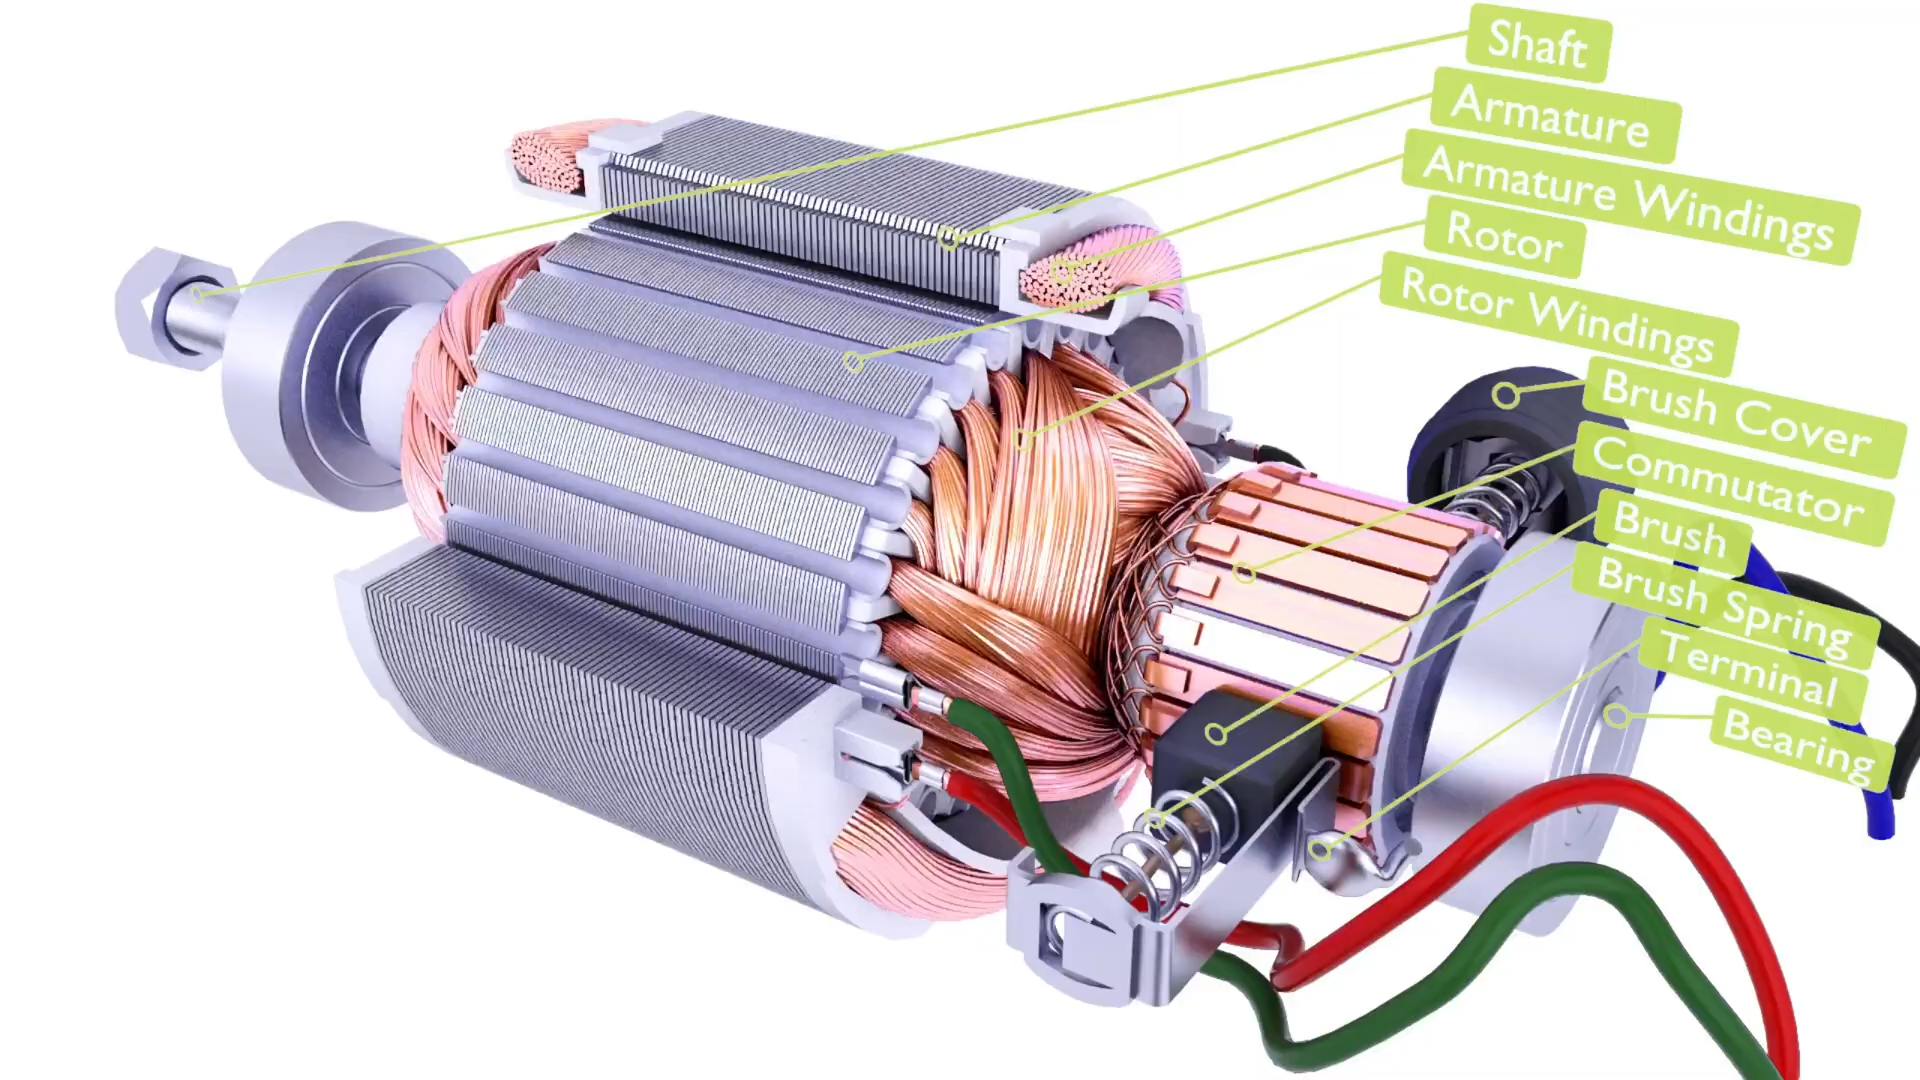 Shaft
Armature
Armature Windings
Rotor
Rotor Windings
Brush Cover
Commutator
Brush
Brush Spring
Terminal
Bearing